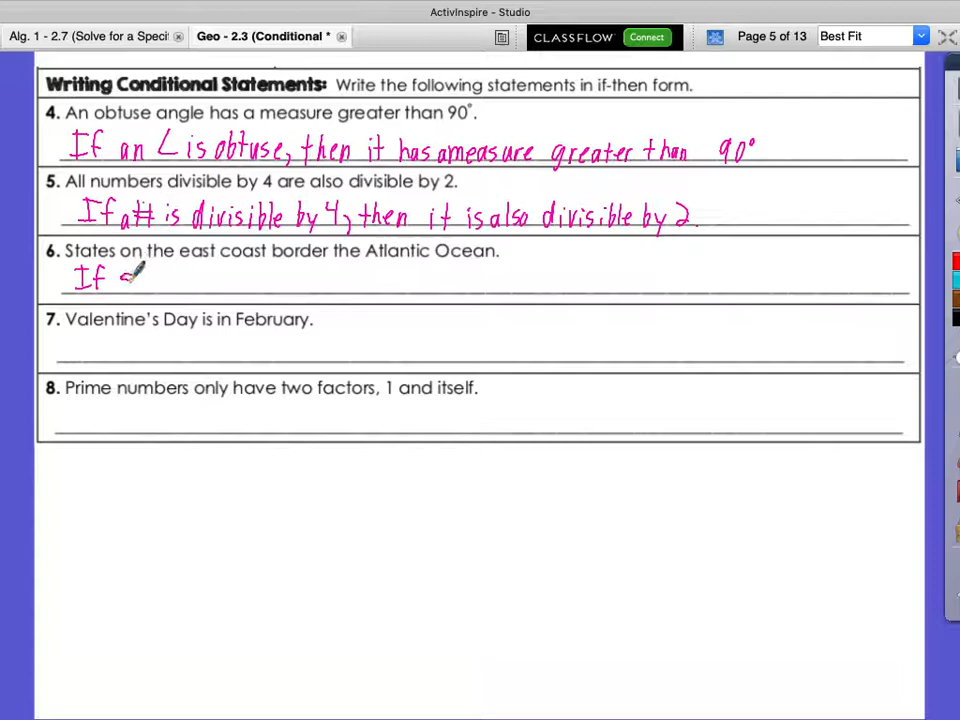 ActivInspire - Studio
Alg. 1 - 2.7 (Solve for a Speci
Geo - 2.3 (Conditional *
CLASSFLOW Connect
Page 5 of 13
Best Fit
Writing Conditional Statements: Write the following statements in if-then form.
4. An obtuse angle has a measure greater than 90°.
If an ∠ is obtuse, then it has a measure greater than 90°
5. All numbers divisible by 4 are also divisible by 2.
If a # is divisible by 4, then it is also divisible by 2.
6. States on the east coast border the Atlantic Ocean.
If
7. Valentine's Day is in February.
8. Prime numbers only have two factors, 1 and itself.